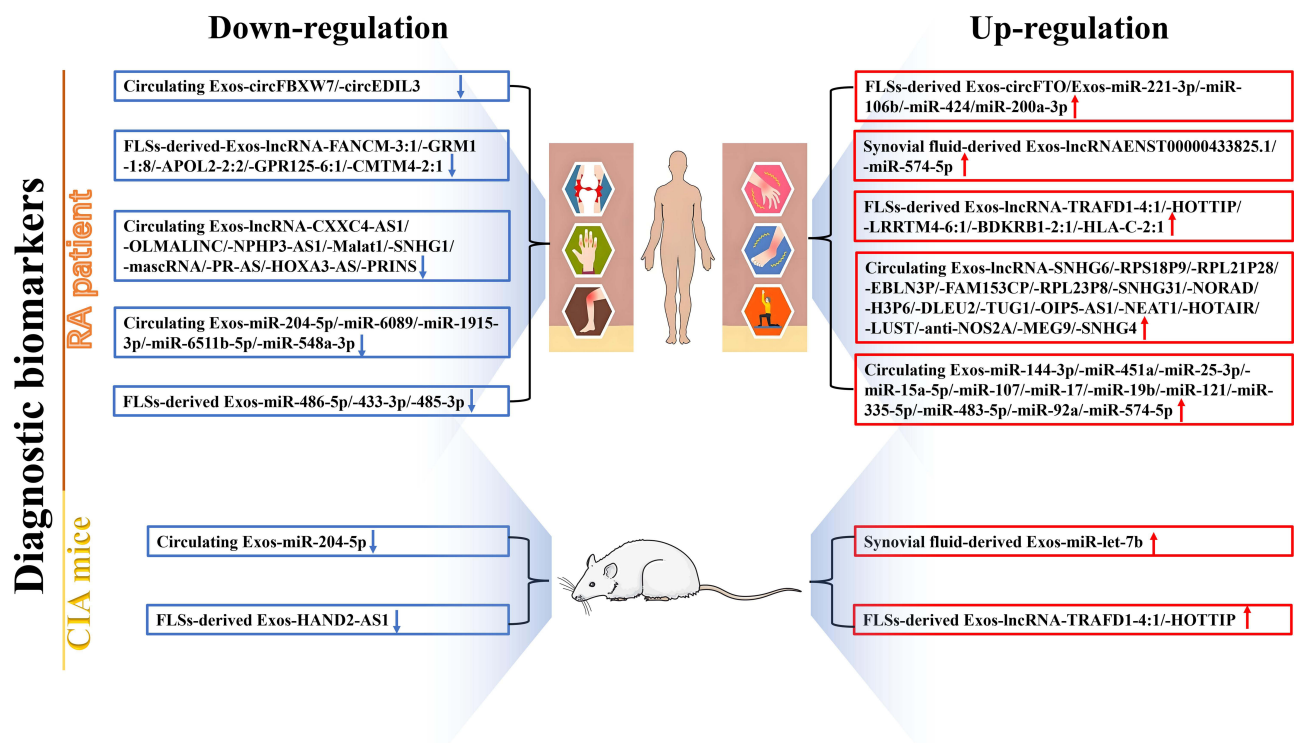 Down-regulation
Up-regulation
Diagnostic biomarkers
RA patient
Circulating Exos-circFBXW7/-circEDIL3
FLSs-derived-Exos-lncRNA-FANCM-3:1/-GRM1
-1:8/-APOL2-2:2/-GPR125-6:1/-CMTM4-2:1
Circulating Exos-lncRNA-CXXC4-AS1/
-OLMALINC/-NPHP3-AS1/-Malat1/-SNHG1/
-mascRNA/-PR-AS/-HOXA3-AS/-PRINS
Circulating Exos-miR-204-5p/-miR-6089/-miR-1915-
3p/-miR-6511b-5p/-miR-548a-3p
FLSs-derived Exos-miR-486-5p/-433-3p/-485-3p
FLSs-derived Exos-circFTO/Exos-miR-221-3p/-miR-
106b/-miR-424/miR-200a-3p
Synovial fluid-derived Exos-lncRNAENST00000433825.1/
-miR-574-5p
FLSs-derived Exos-lncRNA-TRAFD1-4:1/-HOTTIP/
-LRRTM4-6:1/-BDKRB1-2:1/-HLA-C-2:1
Circulating Exos-lncRNA-SNHG6/-RPS18P9/-RPL21P28/
-EBLN3P/-FAM153CP/-RPL23P8/-SNHG31/-NORAD/
-H3P6/-DLEU2/-TUG1/-OIP5-AS1/-NEAT1/-HOTAIR/
-LUST/-anti-NOS2A/-MEG9/-SNHG4
Circulating Exos-miR-144-3p/-miR-451a/-miR-25-3p/-
miR-15a-5p/-miR-107/-miR-17/-miR-19b/-miR-121/-miR-
335-5p/-miR-483-5p/-miR-92a/-miR-574-5p
CIA mice
Circulating Exos-miR-204-5p
FLSs-derived Exos-HAND2-AS1
Synovial fluid-derived Exos-miR-let-7b
FLSs-derived Exos-lncRNA-TRAFD1-4:1/-HOTTIP